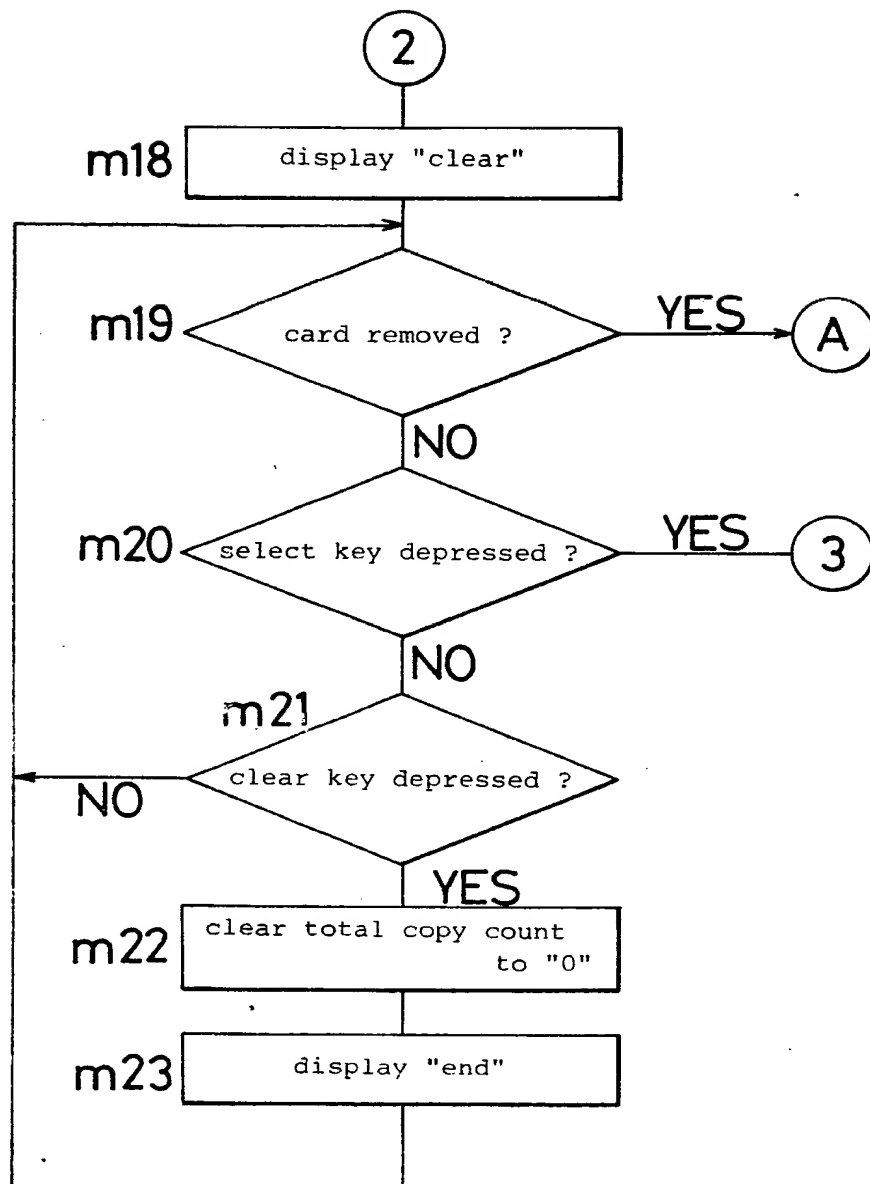 2
m18
display "clear"
m19
card removed ?
YES
A
NO
m20
select key depressed ?
YES
3
NO
m21
clear key depressed ?
NO
YES
m22
clear total copy count
to "0"
m23
display "end"